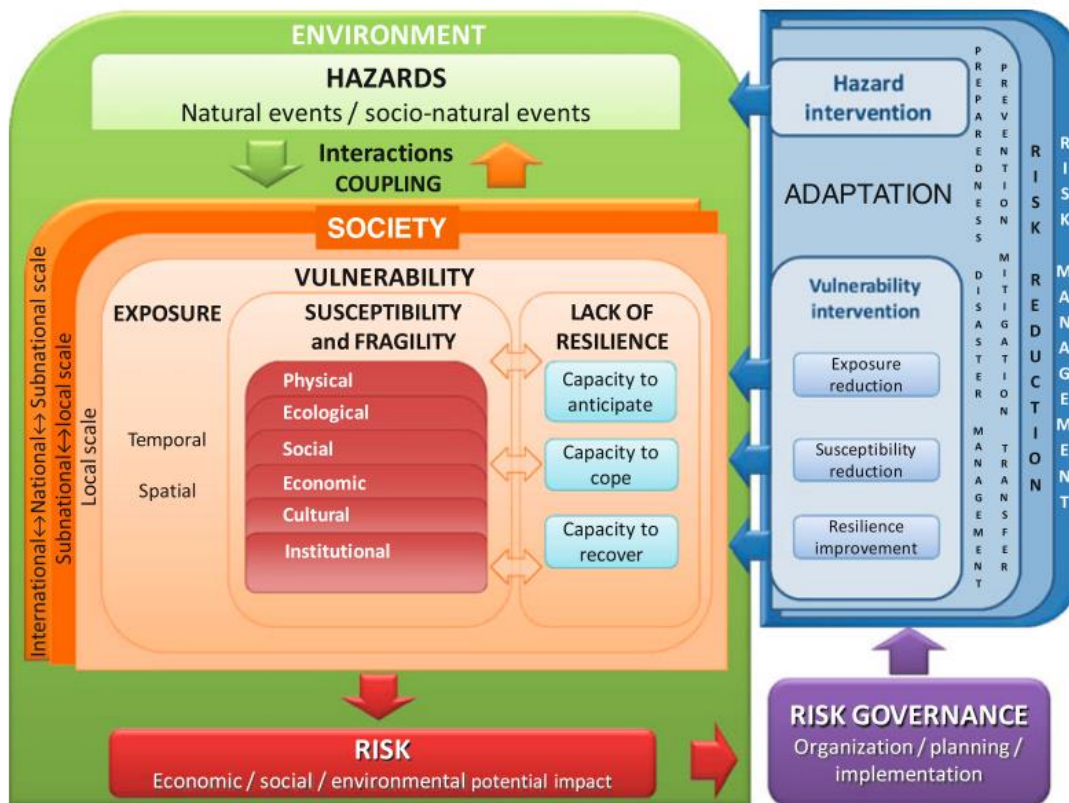 ENVIRONMENT
HAZARDS
Natural events / socio-natural events
Interactions
COUPLING
SOCIETY
International↔National↔Subnational scale
Subnational↔local scale
Local scale
VULNERABILITY
EXPOSURE
Temporal
Spatial
SUSCEPTIBILITY
and FRAGILITY
Physical
Ecological
Social
Economic
Cultural
Institutional
LACK OF
RESILIENCE
Capacity to
anticipate
Capacity to
cope
Capacity to
recover
RISK
Economic / social / environmental potential impact
Hazard
intervention
ADAPTATION
Vulnerability
intervention
Exposure
reduction
Susceptibility
reduction
Resilience
improvement
PREPAREDNESS DISASTER MANAGEMENT
PREVENTION MITIGATION TRANSFER
RISK REDUCTION
RISK MANAGEMENT
RISK GOVERNANCE
Organization / planning /
implementation